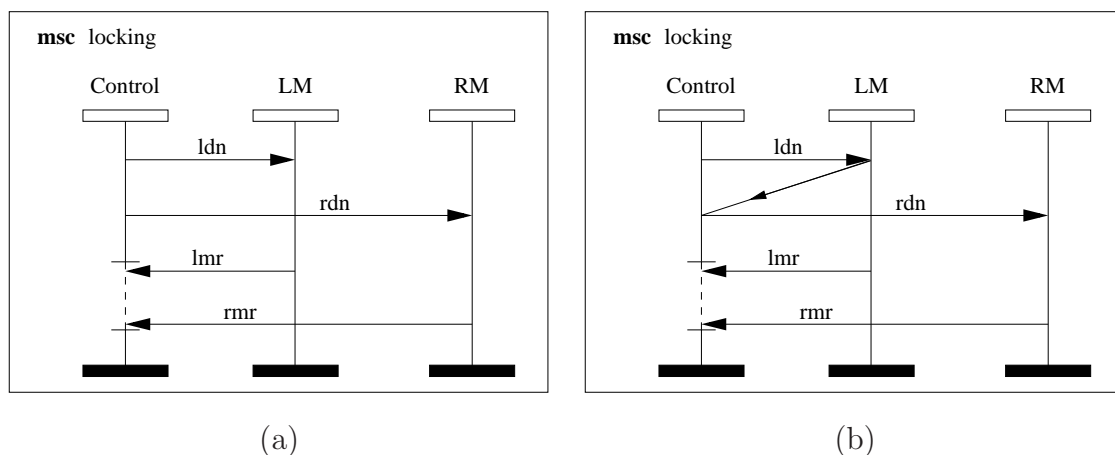 msc locking
Control LM RM
ldn
rdn
lmr
rmr
(a)
msc locking
Control LM RM
ldn
rdn
lmr
rmr
(b)